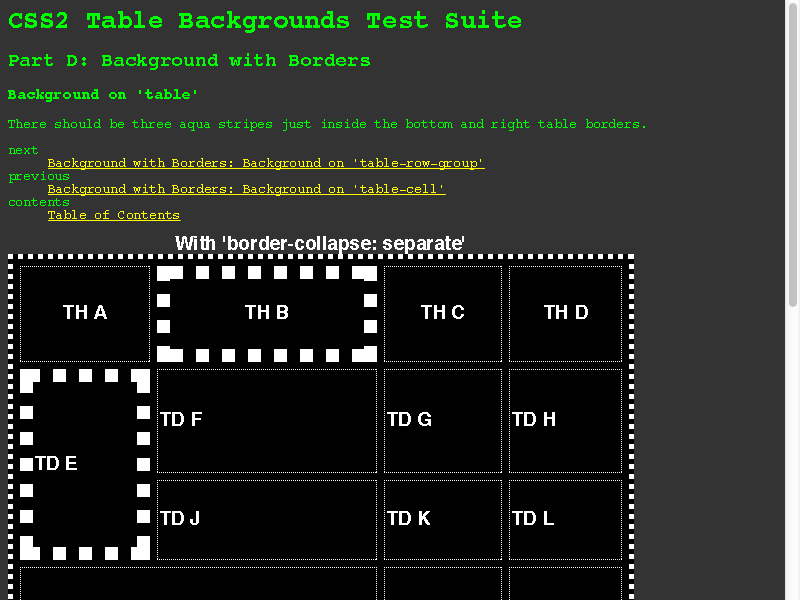 CSS2 Table Backgrounds Test Suite
Part D: Background with Borders
Background on 'table'
There should be three aqua stripes just inside the bottom and right table borders.
next
Background with Borders: Background on 'table-row-group'
previous
Background with Borders: Background on 'table-cell'
contents
Table of Contents
With 'border-collapse: separate'
TH A TH B TH C TH D
TD F TD G TD H
TD E
TD J TD K TD L